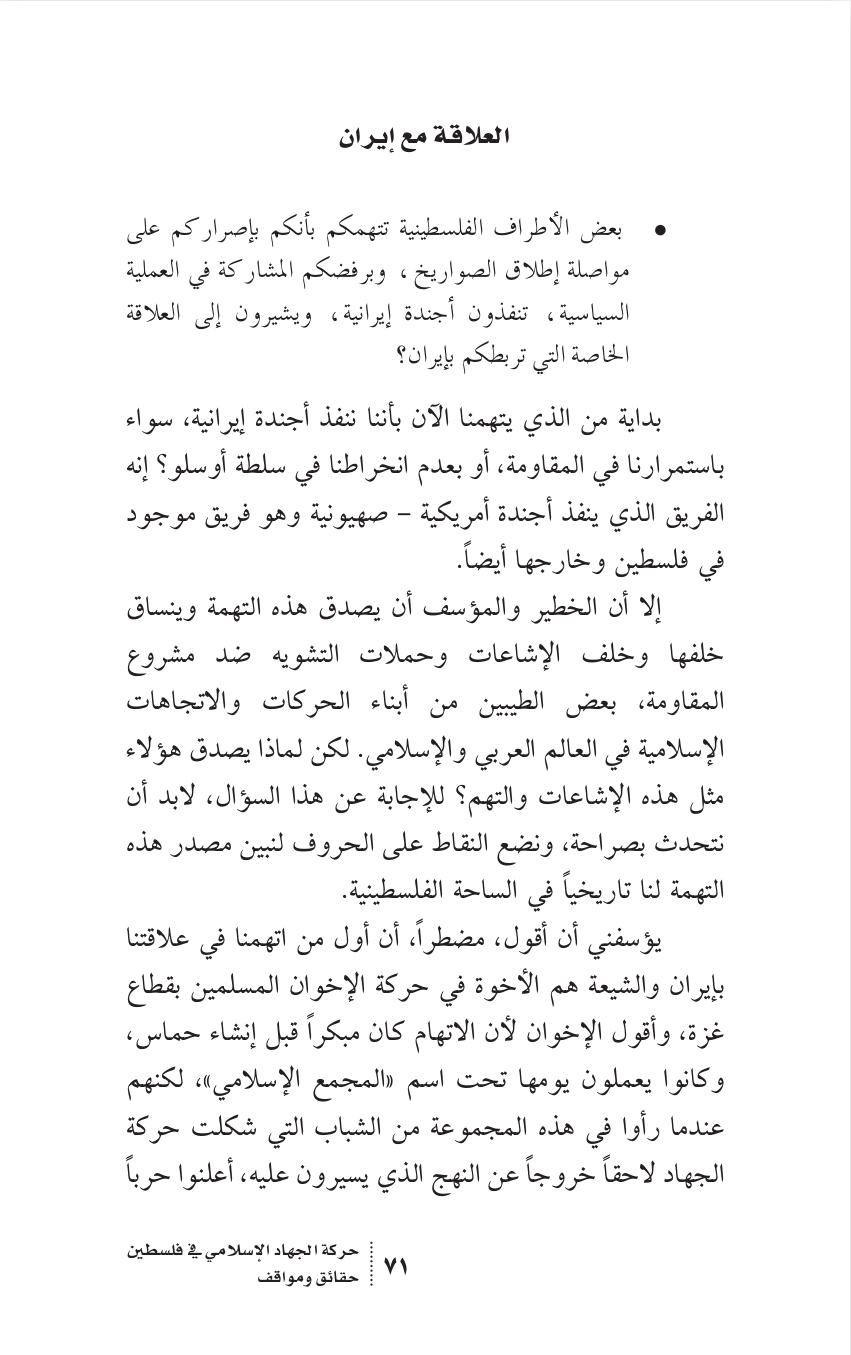 العلاقة مع إيران
• بعض الأطراف الفلسطينية تتهمكم بأنكم بإصراركم على
مواصلة إطلاق الصواريخ، وبرفضكم المشاركة في العملية
السياسية، تنفذون أجندة إيرانية، ويشيرون إلى العلاقة
الخاصة التي تربطكم بإيران؟
بداية من الذي يتهمنا الآن بأننا ننفذ أجندة إيرانية، سواء
باستمرارنا في المقاومة، أو بعدم انخراطنا في سلطة أوسلو؟ إنه
الفريق الذي ينفذ أجندة أمريكية – صهيونية وهو فريق موجود
في فلسطين وخارجها أيضاً.
إلا أن الخطير والمؤسف أن يصدق هذه التهمة وينساق
خلفها وخلف الإشاعات وحملات التشويه ضد مشروع
المقاومة، بعض الطيبين من أبناء الحركات والاتجاهات
الإسلامية في العالم العربي والإسلامي. لكن لماذا يصدق هؤلاء
مثل هذه الإشاعات والتهم؟ للإجابة عن هذا السؤال، لابد أن
نتحدث بصراحة، ونضع النقاط على الحروف لنبين مصدر هذه
التهمة لنا تاريخياً في الساحة الفلسطينية.
يؤسفني أن أقول، مضطراً، أن أول من اتهمنا في علاقتنا
بإيران والشيعة هم الأخوة في حركة الإخوان المسلمين بقطاع
غزة، وأقول الإخوان لأن الاتهام كان مبكراً قبل إنشاء حماس،
وكانوا يعملون يومها تحت اسم «المجمع الإسلامي»، لكنهم
عندما رأوا في هذه المجموعة من الشباب التي شكلت حركة
الجهاد لاحقاً خروجاً عن النهج الذي يسيرون عليه، أعلنوا حرباً
٧١
حركة الجهاد الإسلامي في فلسطين
حقائق ومواقف